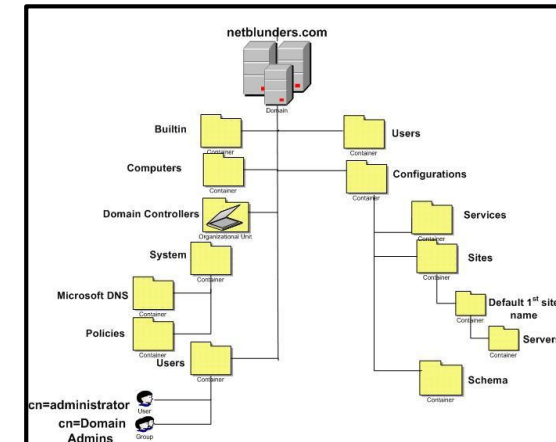 netblunders.com
Domain
Builtin
Container
Users
Container
Computers
Container
Configurations
Container
Domain Controllers
Organizational Unit
Services
Container
System
Container
Sites
Container
Microsoft DNS
Container
Default 1st site
name
Container
Policies
Container
Servers
Container
Users
Container
Schema
Container
cn=administrator
User
cn=Domain
Admins
Group